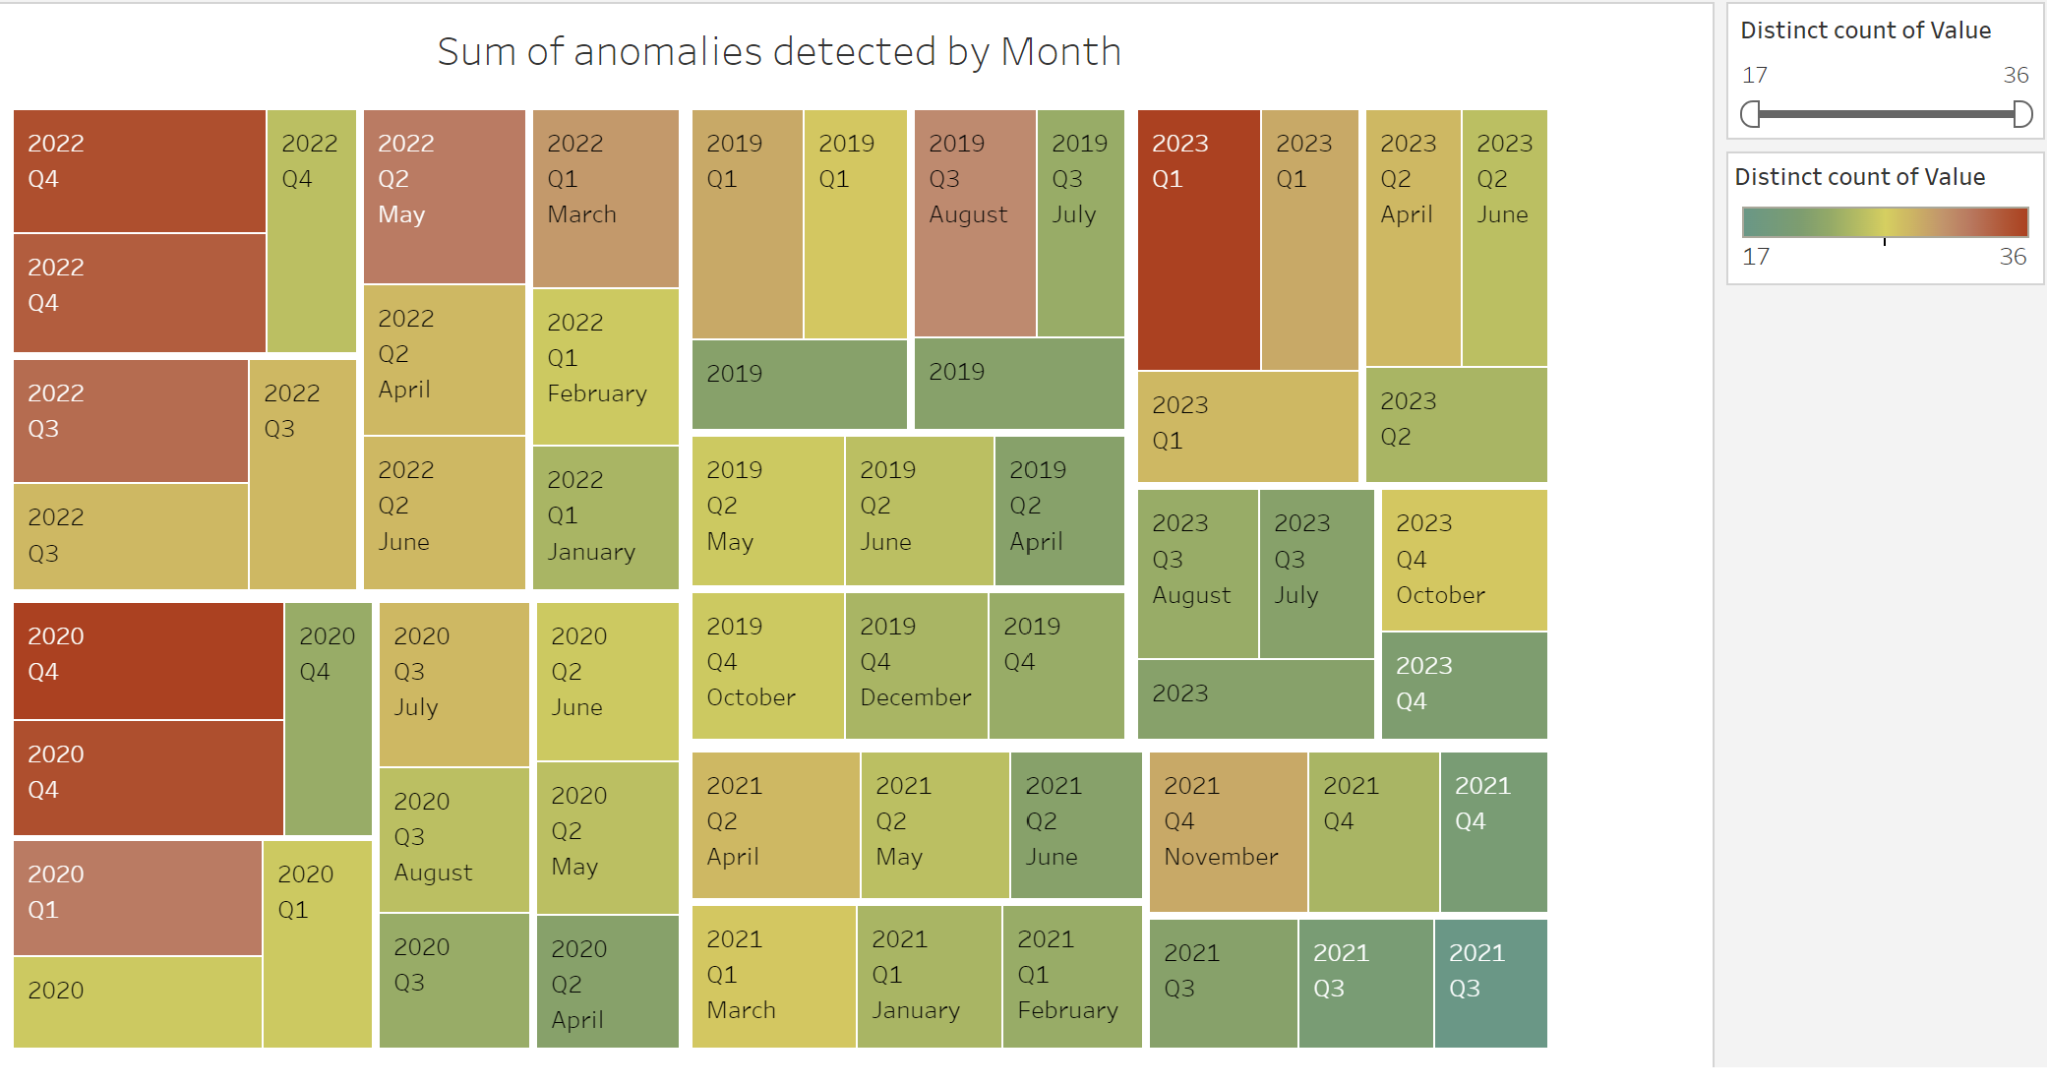 Sum of anomalies detected by Month
2022
Q4
2022
Q4
2022
Q4
2022
Q3
2022
Q3
2022
Q3
2022
Q2
May
2022
Q2
April
2022
Q2
June
2022
Q1
March
2022
Q1
February
2022
Q1
January
2020
Q4
2020
Q4
2020
Q4
2020
Q1
2020
2020
Q1
2020
Q3
July
2020
Q3
August
2020
Q3
2020
Q2
June
2020
Q2
May
2020
Q2
April
2019
Q1
2019
Q1
2019
2019
Q3
August
2019
Q3
July
2019
2019
Q2
May
2019
Q2
June
2019
Q2
April
2019
Q4
October
2019
Q4
December
2019
Q4
2023
Q1
2023
Q1
2023
Q1
2023
Q2
April
2023
Q2
June
2023
Q2
2023
Q3
August
2023
Q3
July
2023
2023
Q4
October
2023
Q4
2021
Q2
April
2021
Q2
May
2021
Q2
June
2021
Q1
March
2021
Q1
January
2021
Q1
February
2021
Q4
November
2021
Q4
2021
Q4
2021
Q3
2021
Q3
2021
Q3
Distinct count of Value
17 36
Distinct count of Value
17 36